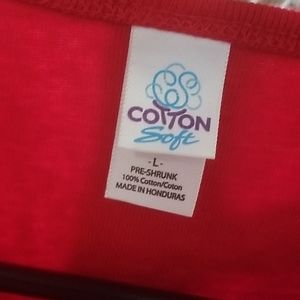 COTTON
Soft
- L -
PRE-SHRUNK
100% Cotton/Coton
MADE IN HONDURAS